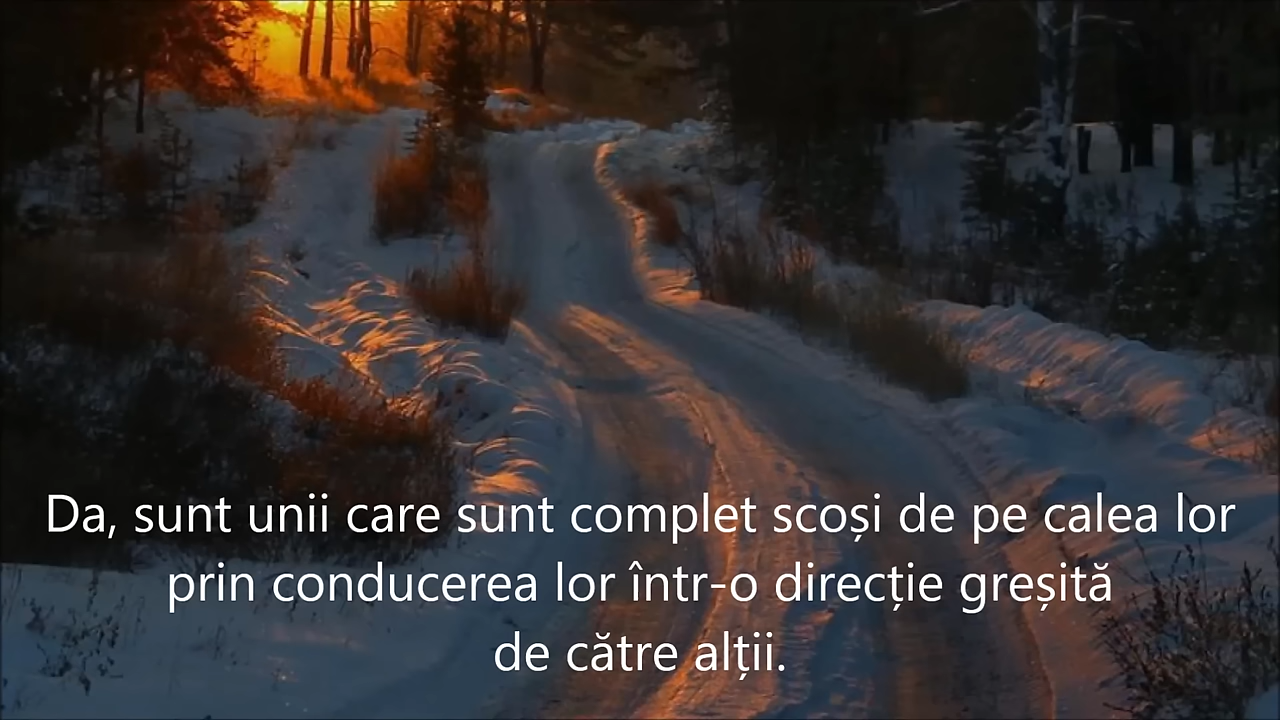 Da, sunt unii care sunt complet scoși de pe calea lor
prin conducerea lor într-o direcție greșită
de către alții.